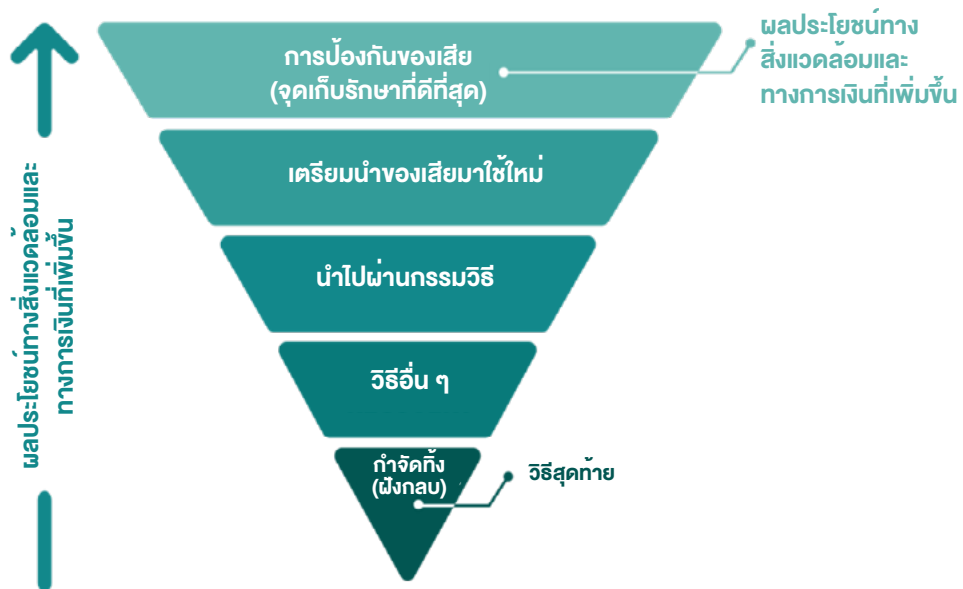 การป้องกันของเสีย
(จุดเก็บรักษาที่ดีที่สุด)
ผลประโยชน์ทาง
สิ่งแวดล้อมและ
ทางการเงินที่เพิ่มขึ้น
เตรียมนำของเสียมาใช้ใหม่
นำไปผ่านกรรมวิธี
วิธีอื่น ๆ
กำจัดทิ้ง
(ฝังกลบ)
วิธีสุดท้าย
ผลประโยชน์ทางสิ่งแวดล้อมและ
ทางการเงินที่เพิ่มขึ้น